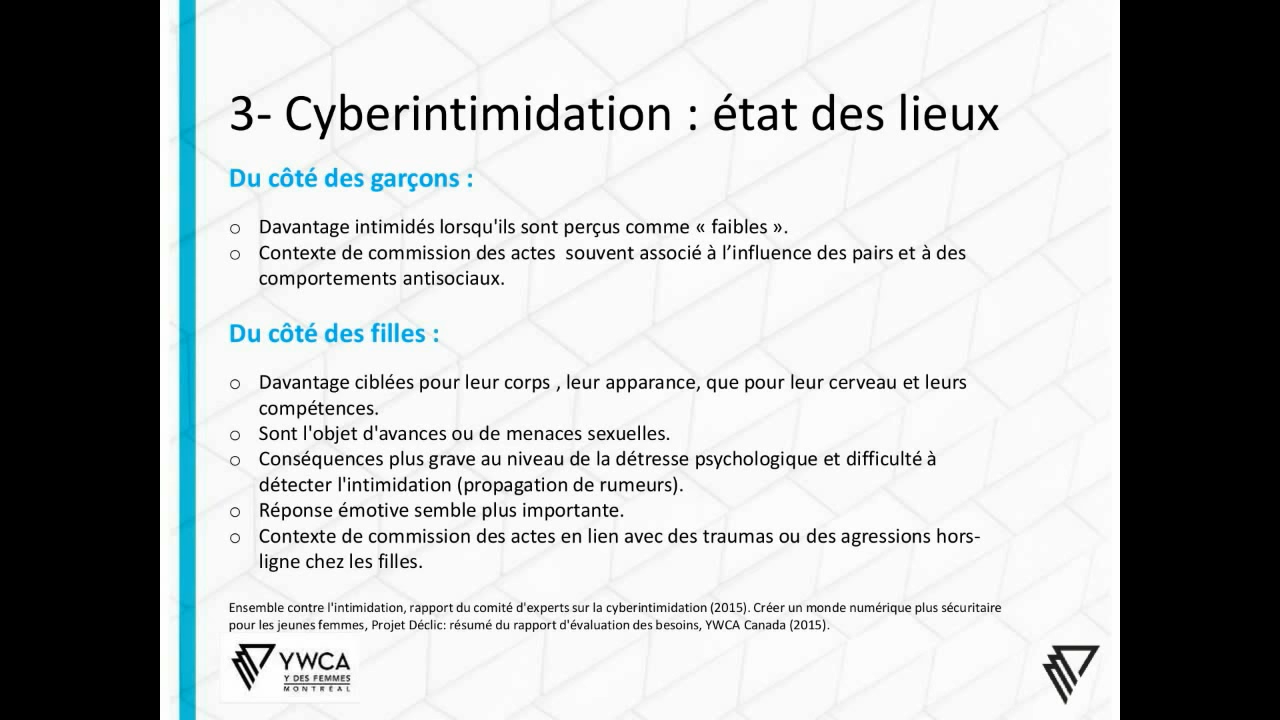 3- Cyberintimidation : état des lieux
Du côté des garçons :
o Davantage intimidés lorsqu'ils sont perçus comme « faibles ».
o Contexte de commission des actes  souvent associé à l’influence des pairs et à des
comportements antisociaux.
Du côté des filles :
o Davantage ciblées pour leur corps , leur apparance, que pour leur cerveau et leurs
compétences.
o Sont l'objet d'avances ou de menaces sexuelles.
o Conséquences plus grave au niveau de la détresse psychologique et difficulté à
détecter l'intimidation (propagation de rumeurs).
o Réponse émotive semble plus importante.
o Contexte de commission des actes en lien avec des traumas ou des agressions hors-
ligne chez les filles.
Ensemble contre l'intimidation, rapport du comité d'experts sur la cyberintimidation (2015). Créer un monde numérique plus sécuritaire
pour les jeunes femmes, Projet Déclic: résumé du rapport d'évaluation des besoins, YWCA Canada (2015).
YWCA
Y DES FEMMES
MONTRÉAL